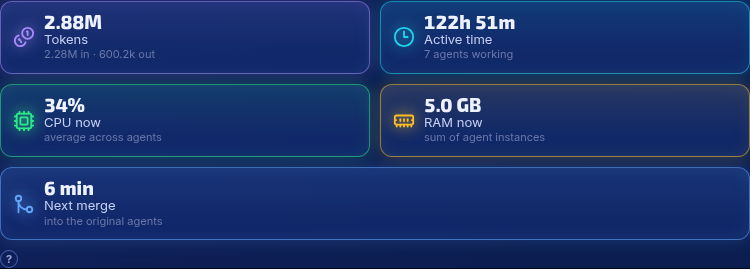 2.88M
Tokens
2.28M in · 600.2k out
122h 51m
Active time
7 agents working
34%
CPU now
average across agents
5.0 GB
RAM now
sum of agent instances
6 min
Next merge
into the original agents
?